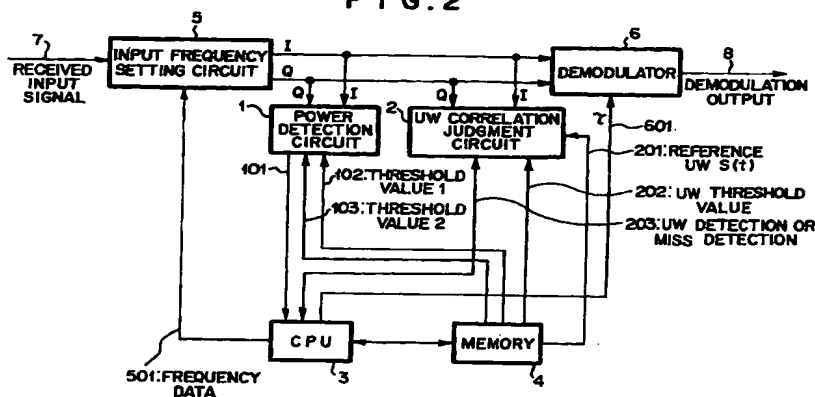 FIG.2
5
7
RECEIVED
INPUT
SIGNAL
INPUT FREQUENCY
SETTING CIRCUIT
I
Q
6
DEMODULATOR
8
DEMODULATION
OUTPUT
Q
I
1
POWER
DETECTION
CIRCUIT
Q
I
2
UW CORRELATION
JUDGMENT
CIRCUIT
τ
601
201:REFERENCE
UW S(t)
101
102:THRESHOLD
VALUE 1
103:THRESHOLD
VALUE 2
202:UW THRESHOLD
VALUE
203:UW DETECTION OR
MISS DETECTION
CPU
3
MEMORY
4
501:FREQUENCY
DATA